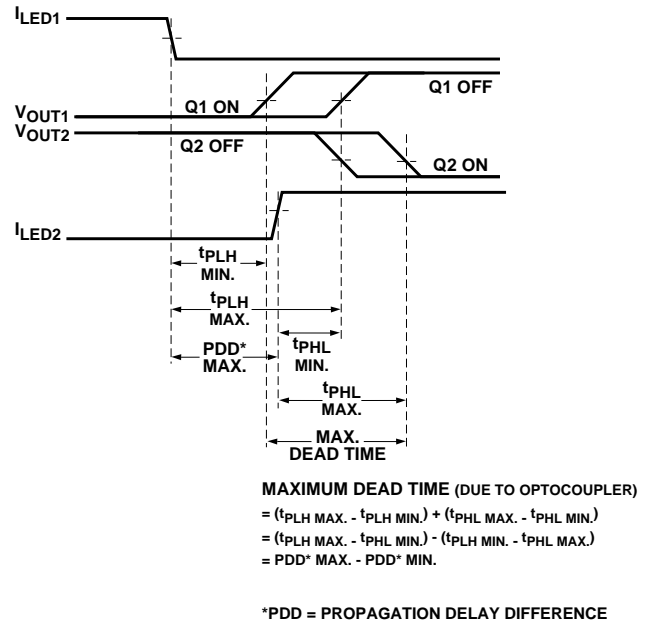 ILED1
Q1 OFF
VOUT1
Q1 ON
VOUT2
Q2 OFF
Q2 ON
ILED2
tPLH
MIN.
tPLH
MAX.
PDD*
MAX.
tPHL
MIN.
tPHL
MAX.
MAX.
DEAD TIME
MAXIMUM DEAD TIME (DUE TO OPTOCOUPLER)
= (tPLH MAX. - tPLH MIN.) + (tPHL MAX. - tPHL MIN.)
= (tPLH MAX. - tPHL MIN.) - (tPLH MIN. - tPHL MAX.)
= PDD* MAX. - PDD* MIN.
*PDD = PROPAGATION DELAY DIFFERENCE